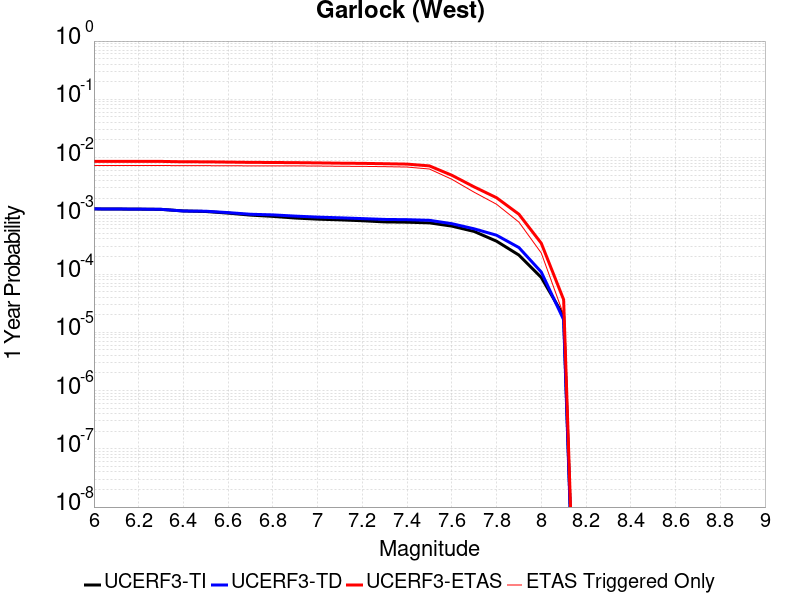 Garlock (West)
10^0
10^-1
10^-2
10^-3
10^-4
10^-5
10^-6
10^-7
10^-8
1 Year Probability
6 6.2 6.4 6.6 6.8 7 7.2 7.4 7.6 7.8 8 8.2 8.4 8.6 8.8 9
Magnitude
UCERF3-TI UCERF3-TD UCERF3-ETAS ETAS Triggered Only